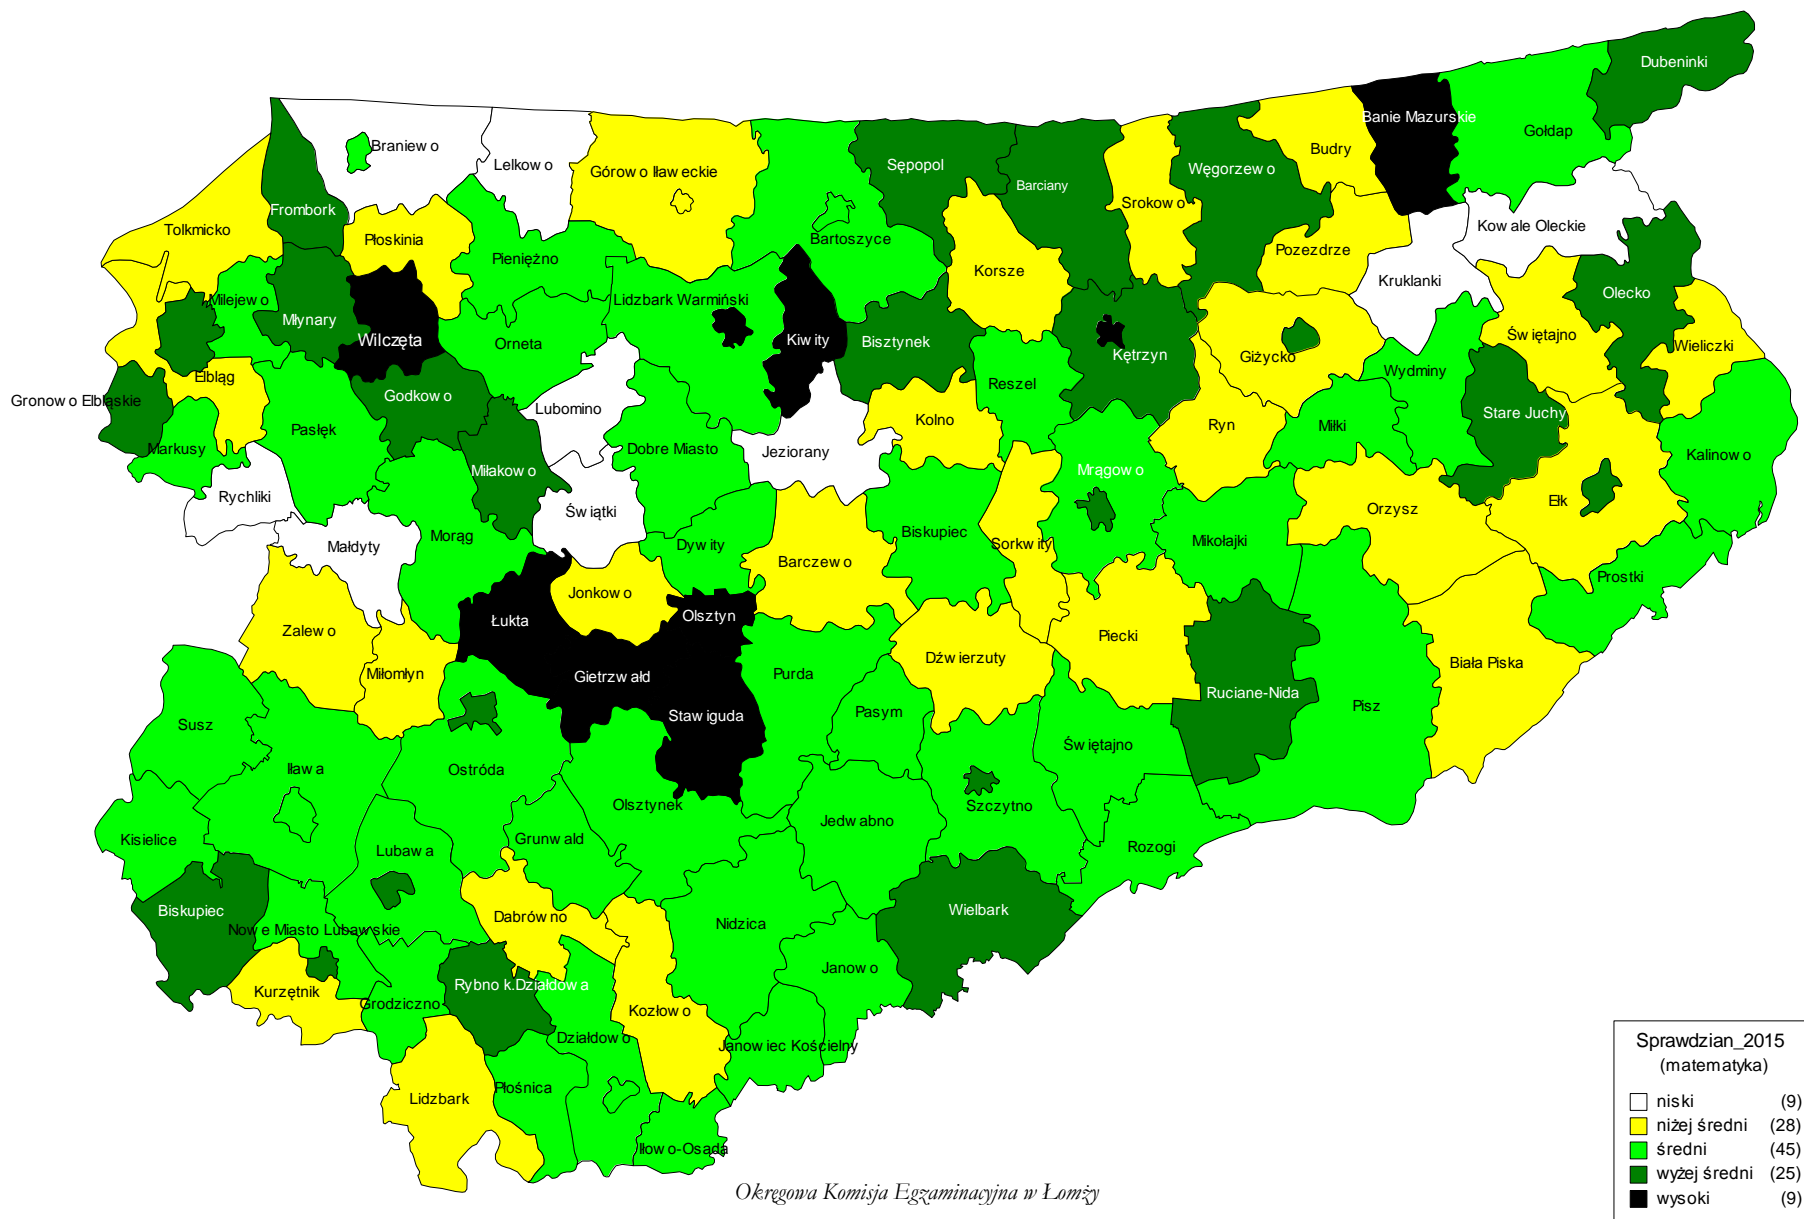 Dubeninki
Banie Mazurskie
Gołdap
Braniewo
Lelkowo
Budry
Górowo Iławeckie
Sępopol
Węgorzewo
Barciany
Srokowo
Frombork
Tolkmicko
Płoskinia
Bartoszyce
Kowale Oleckie
Pozezdrze
Pieniężno
Korsze
Kruklanki
Milejewo
Lidzbark Warmiński
Olecko
Młynary
Wilczęta
Orneta
Kiwity
Bisztynek
Kętrzyn
Giżycko
Świętajno
Wieliczki
Elbląg
Reszel
Wydminy
Gronowo Elbląskie
Godkowo
Lubomino
Kolno
Ryn
Miłki
Stare Juchy
Pasłęk
Markusy
Dobre Miasto
Jeziorany
Kalinowo
Miłakowo
Mrągowo
Rychliki
Ełk
Świątki
Orzysz
Morąg
Małdyty
Dywity
Biskupiec
Sorkwity
Mikołajki
Barczewo
Prostki
Jonkowo
Łukta
Olsztyn
Zalewo
Piecki
Dźwierzuty
Biała Piska
Miłomłyn
Gietrzwałd
Purda
Ruciane-Nida
Pisz
Stawiguda
Pasym
Susz
Świętajno
Iława
Ostróda
Olsztynek
Szczytno
Jedwabno
Kisielice
Grunwald
Lubawa
Rozogi
Biskupiec
Dabrówno
Wielbark
Nidzica
Nowe Miasto Lubawskie
Janowo
Rybno k.Działdowa
Kurzętnik
Grodziczno
Kozłowo
Działdowo
Janowiec Kościelny
Płośnica
Lidzbark
Iłowo-Osada
Okręgowa Komisja Egzaminacyjna w Łomży
Sprawdzian_2015
(matematyka)
niski (9)
niżej średni (28)
średni (45)
wyżej średni (25)
wysoki (9)